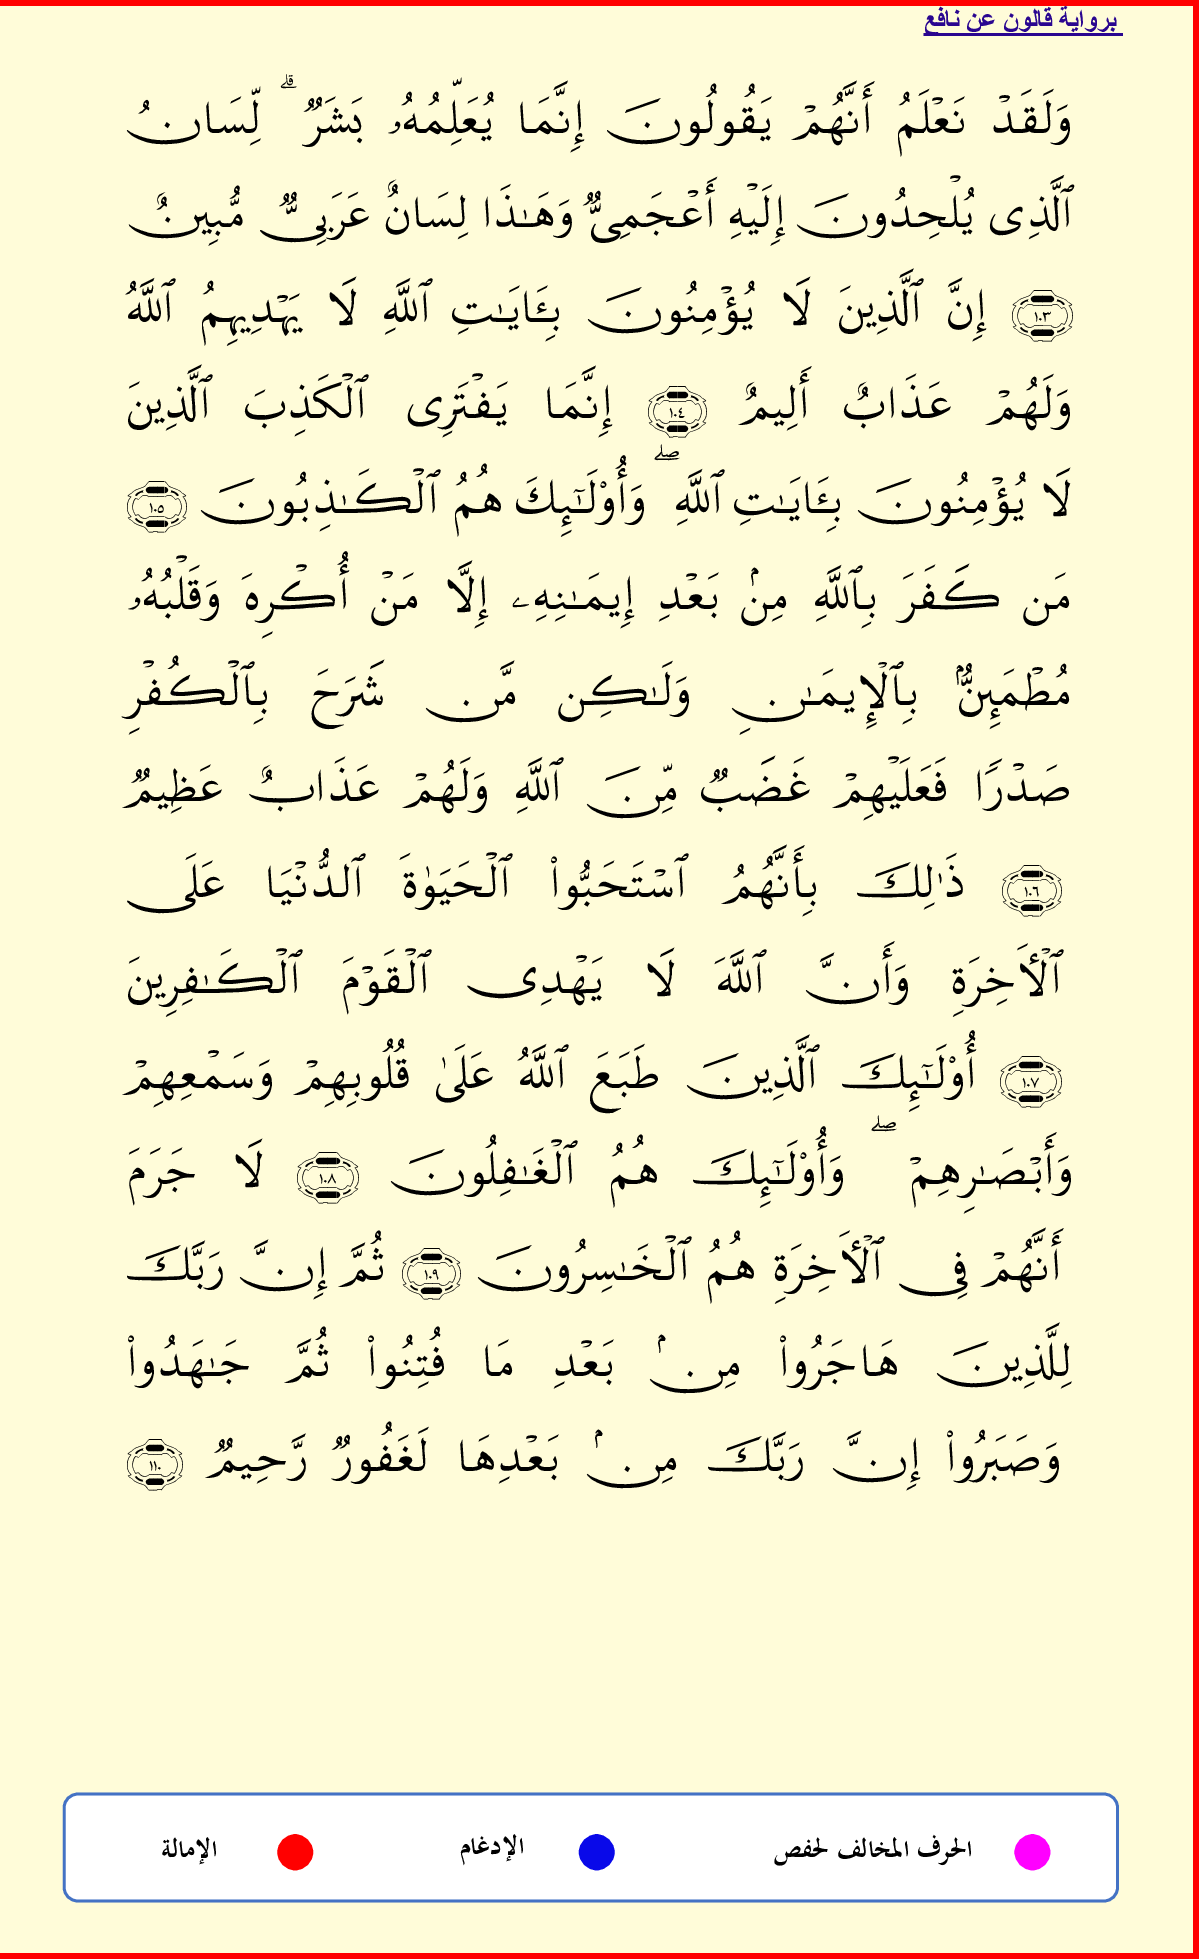 برواية قالون عن نافع
وَلَقَدْ نَعْلَمُ أَنَّهُمْ يَقُولُونَ إِنَّمَا يُعَلِّمُهُۥ بَشَرٌ ۗ لِّسَانُ
ٱلَّذِى يُلْحِدُونَ إِلَيْهِ أَعْجَمِىٌّ وَهَـٰذَا لِسَانٌ عَرَبِىٌّ مُّبِينٌ
١٠٣ إِنَّ ٱلَّذِينَ لَا يُؤْمِنُونَ بِـَٔايَـٰتِ ٱللَّهِ لَا يَهْدِيهِمُ ٱللَّهُ
وَلَهُمْ عَذَابٌ أَلِيمٌ ١٠٤ إِنَّمَا يَفْتَرِى ٱلْكَذِبَ ٱلَّذِينَ
لَا يُؤْمِنُونَ بِـَٔايَـٰتِ ٱللَّهِ ۖ وَأُوْلَـٰٓئِكَ هُمُ ٱلْكَـٰذِبُونَ ١٠٥
مَن كَفَرَ بِٱللَّهِ مِنۢ بَعْدِ إِيمَـٰنِهِۦ إِلَّا مَنْ أُكْرِهَ وَقَلْبُهُۥ
مُطْمَئِنٌّۢ بِٱلْإِيمَـٰنِ وَلَـٰكِن مَّن شَرَحَ بِٱلْكُفْرِ
صَدْرًا فَعَلَيْهِمْ غَضَبٌ مِّنَ ٱللَّهِ وَلَهُمْ عَذَابٌ عَظِيمٌ
١٠٦ ذَٰلِكَ بِأَنَّهُمُ ٱسْتَحَبُّواْ ٱلْحَيَوٰةَ ٱلدُّنْيَا عَلَى
ٱلْأَخِرَةِ وَأَنَّ ٱللَّهَ لَا يَهْدِى ٱلْقَوْمَ ٱلْكَـٰفِرِينَ
١٠٧ أُوْلَـٰٓئِكَ ٱلَّذِينَ طَبَعَ ٱللَّهُ عَلَىٰ قُلُوبِهِمْ وَسَمْعِهِمْ
وَأَبْصَـٰرِهِمْ ۖ وَأُوْلَـٰٓئِكَ هُمُ ٱلْغَـٰفِلُونَ ١٠٨ لَا جَرَمَ
أَنَّهُمْ فِى ٱلْأَخِرَةِ هُمُ ٱلْخَـٰسِرُونَ ١٠٩ ثُمَّ إِنَّ رَبَّكَ
لِلَّذِينَ هَاجَرُواْ مِنۢ بَعْدِ مَا فُتِنُواْ ثُمَّ جَـٰهَدُواْ
وَصَبَرُواْ إِنَّ رَبَّكَ مِنۢ بَعْدِهَا لَغَفُورٌ رَّحِيمٌ ١١٠
الحرف المخالف لحفص الإدغام الإمالة